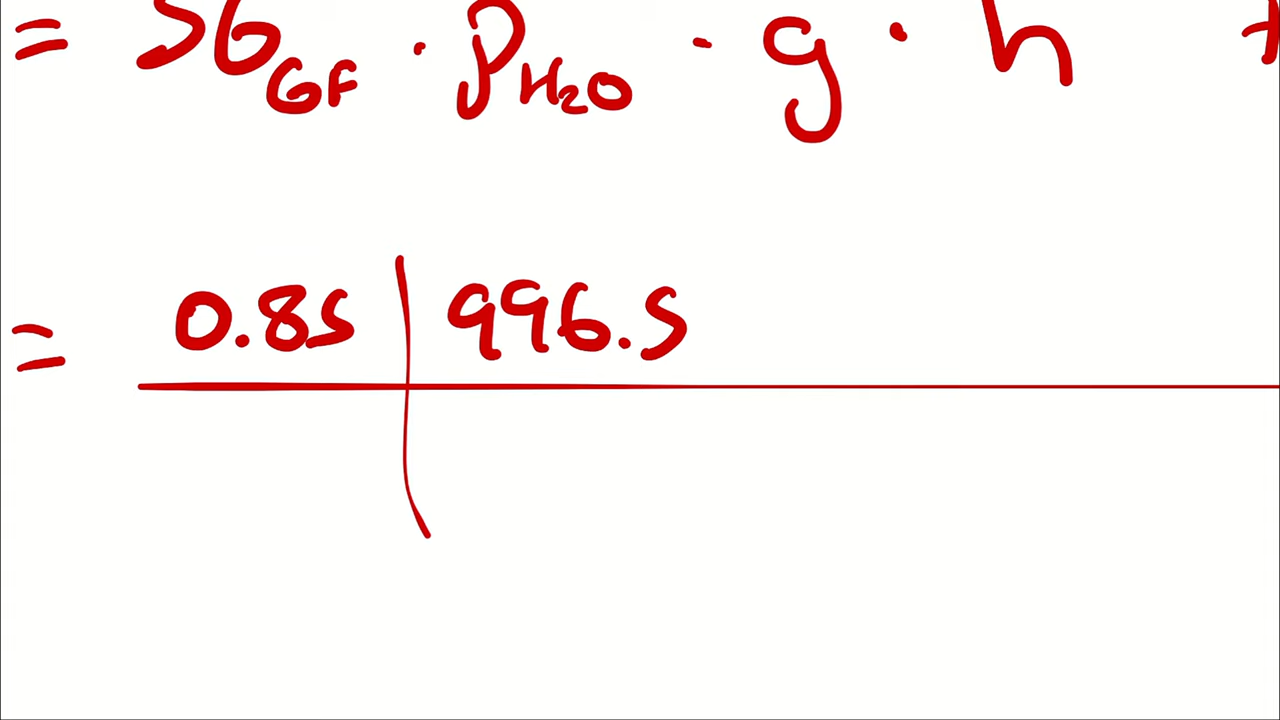 = SG_GF · ρ_H₂O · g · h +
= 0.85 | 996.5